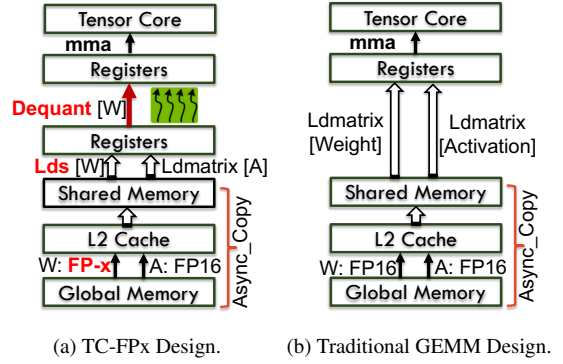 Tensor Core
mma
Registers
Dequant [W]
Registers
Lds [W]
Ldmatrix [A]
Shared Memory
L2 Cache
W: FP-x
A: FP16
Global Memory
Async_Copy
(a) TC-FPx Design.
Tensor Core
mma
Registers
Ldmatrix
[Weight]
Ldmatrix
[Activation]
Shared Memory
L2 Cache
W: FP16
A: FP16
Global Memory
Async_Copy
(b) Traditional GEMM Design.